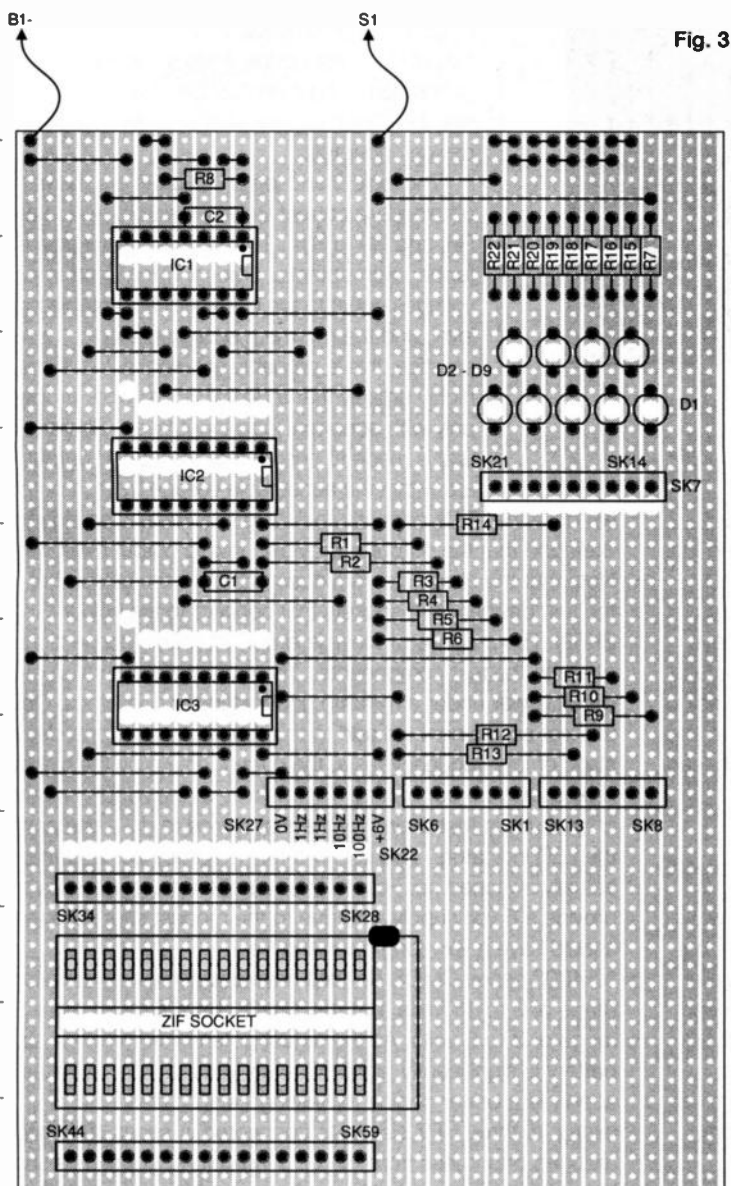 B1-
S1
Fig. 3
R8
C2
IC1
R22
R21
R20
R19
R18
R17
R16
R15
R7
D2 - D9
D1
IC2
SK21
SK14
SK7
R14
R1
R2
C1
R3
R4
R5
R6
R11
R10
R9
IC3
R12
R13
SK27
0V
1Hz
1Hz
10Hz
100Hz
+6V
SK22
SK6
SK1
SK13
SK8
SK34
SK28
ZIF SOCKET
SK44
SK59